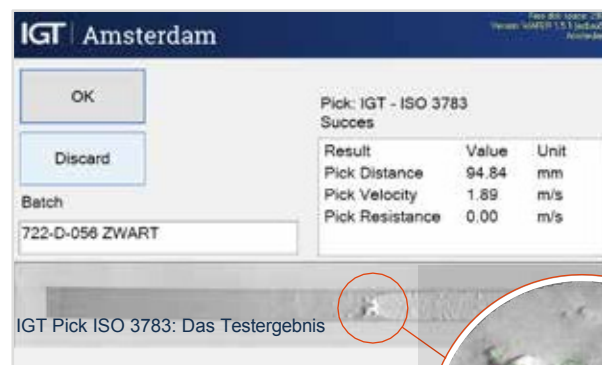 IGT Amsterdam
OK
Discard
Batch
722-D-056 ZWART
Pick: IGT - ISO 3783
Succes
Result Value Unit
Pick Distance 94.84 mm
Pick Velocity 1.89 m/s
Pick Resistance 0.00 m/s
IGT Pick ISO 3783: Das Testergebnis